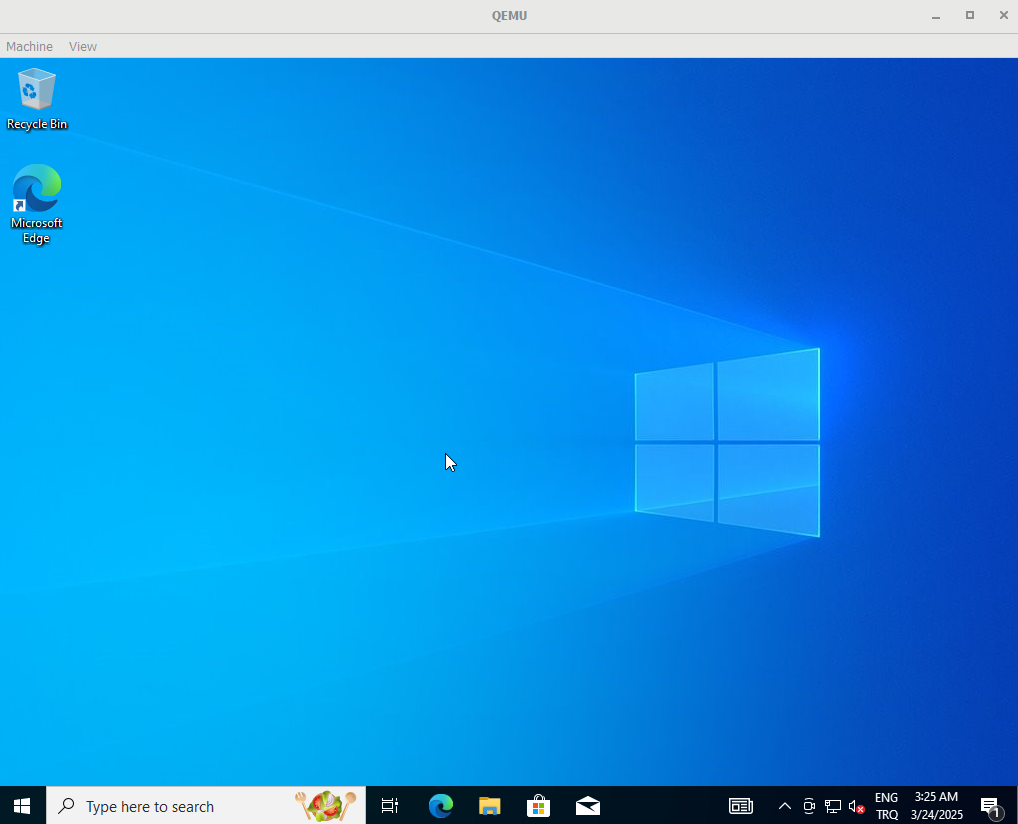 QEMU
Machine View
Recycle Bin
Microsoft
Edge
Type here to search
ENG
TRQ
3:25 AM
3/24/2025
1